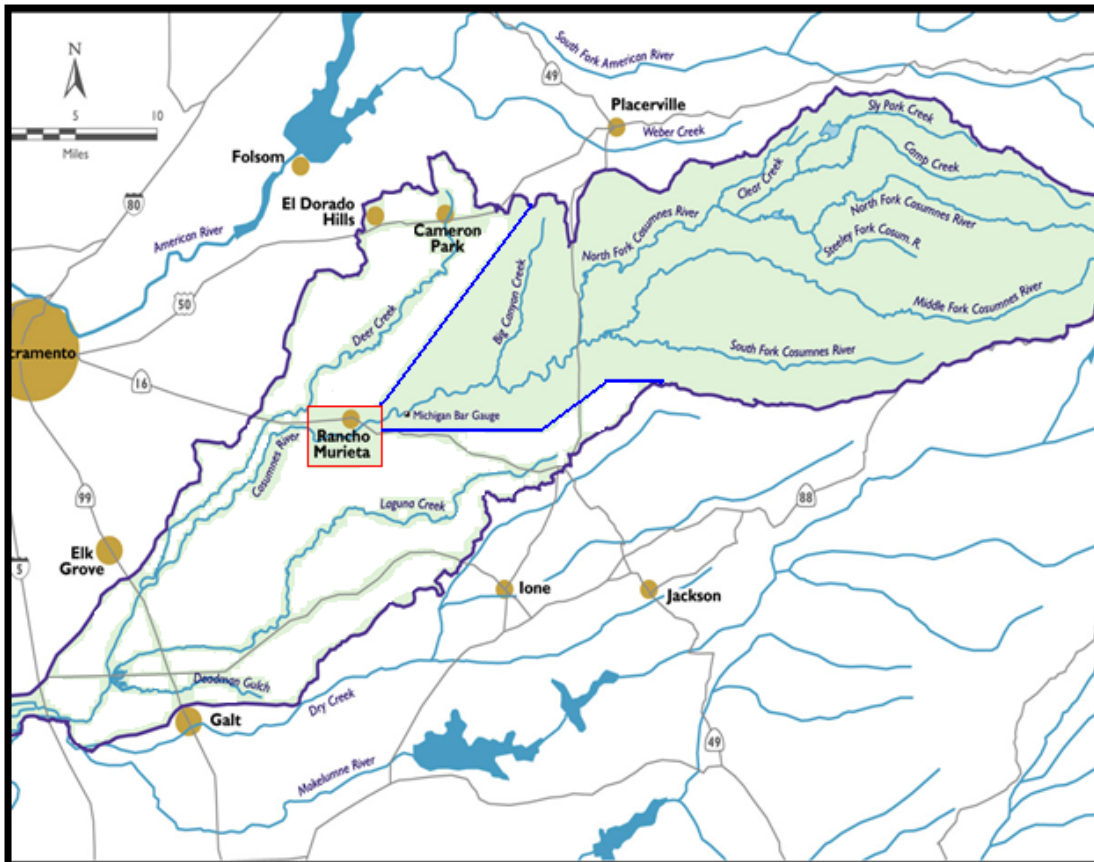 N
5
10
Miles
South Fork American River
49
Placerville
Weber Creek
Sly Park Creek
Camp Creek
Clear Creek
Folsom
80
American River
El Dorado
Hills
Cameron
Park
North Fork Cosumnes River
North Fork Cosumnes River
Steeley Fork Cosum. R.
Big Canyon Creek
Middle Fork Cosumnes River
50
Deer Creek
cramento
South Fork Cosumnes River
16
Michigan Bar Gauge
Rancho
Murieta
Cosumnes River
99
Laguna Creek
88
Elk
Grove
5
Ione
Jackson
Deadman Gulch
Galt
Dry Creek
49
Mokelumne River